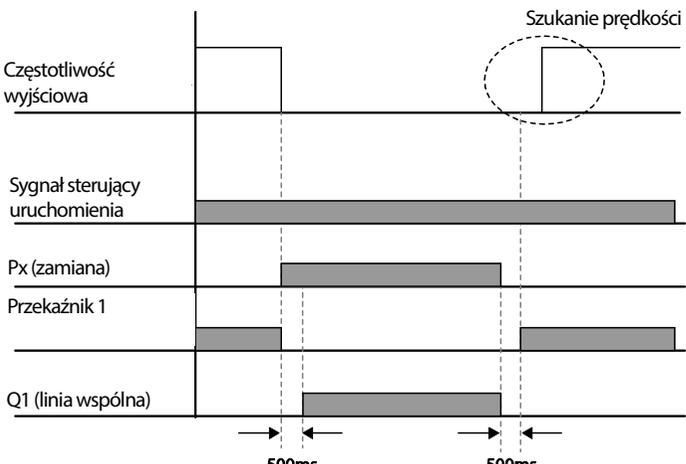 Szukanie prędkości
Częstotliwość
wyjściowa
Sygnał sterujący
uruchomienia
Px (zamiana)
Przekaźnik 1
Q1 (linia wspólna)
500ms 500ms